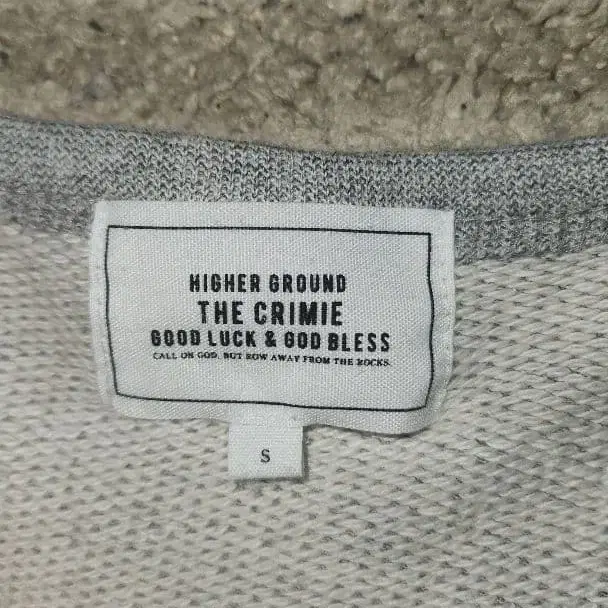 HIGHER GROUND
THE CRIMIE
GOOD LUCK & GOD BLESS
CALL ON GOD, BUT ROW AWAY FROM THE ROCKS.
S